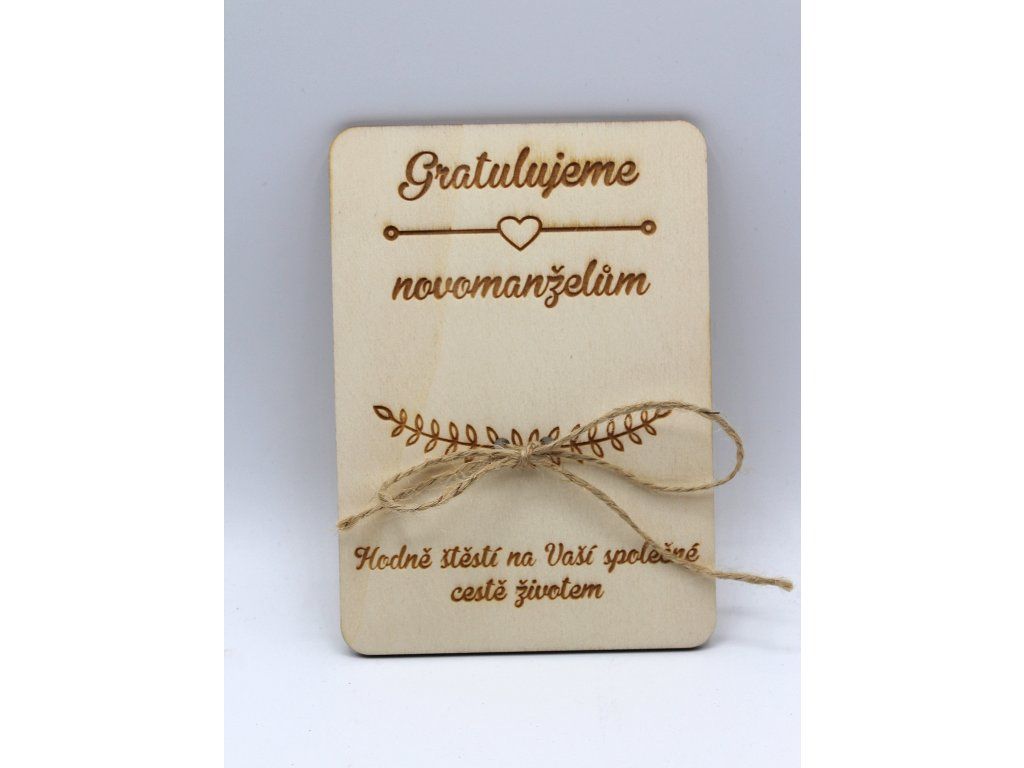 Gratulujeme
novomanželům
Hodně štěstí na Vaší společné
cestě životem